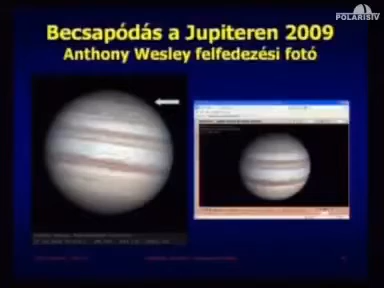 POLARISTV
Becsapódás a Jupiteren 2009
Anthony Wesley felfedezési fotó